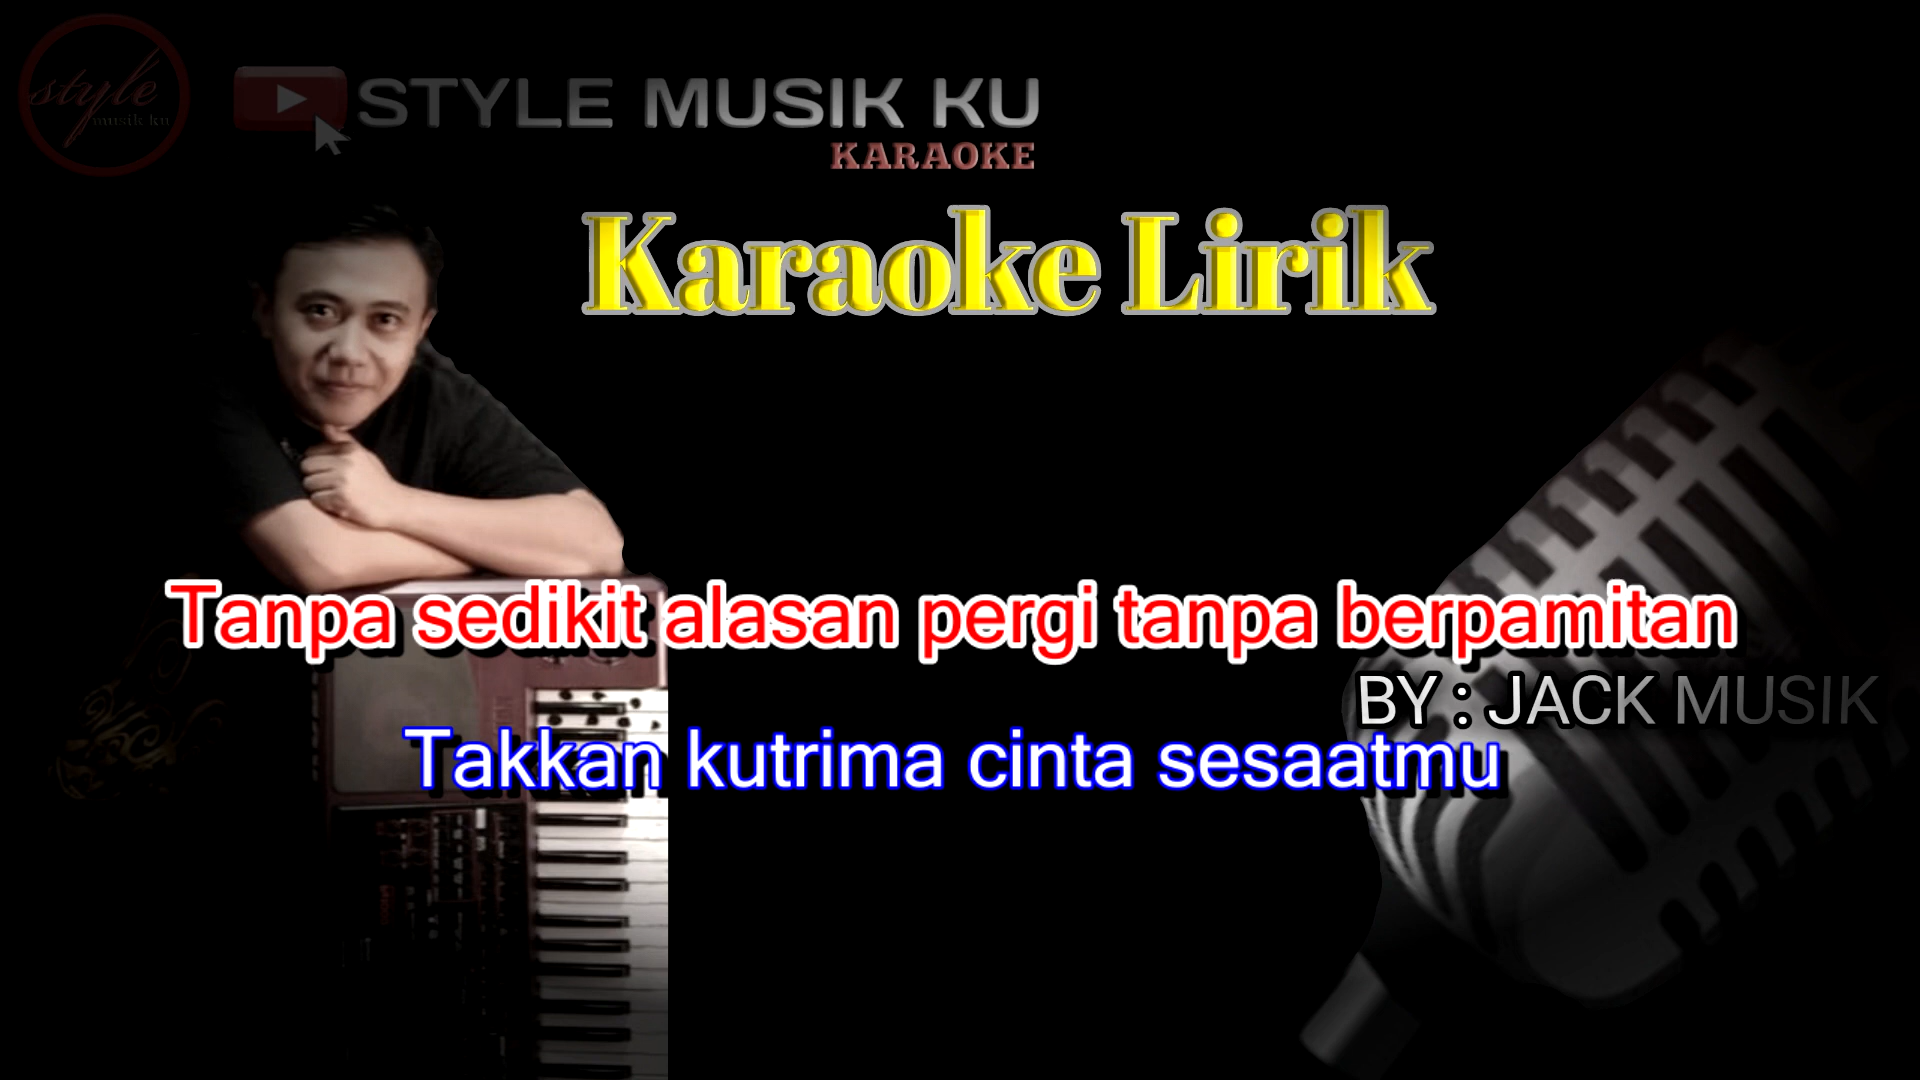 style
musik ku
STYLE MUSIK KU
KARAOKE
Karaoke Lirik
Tanpa sedikit alasan pergi tanpa berpamitan
BY : JACK MUSIK
Takkan kutrima cinta sesaatmu